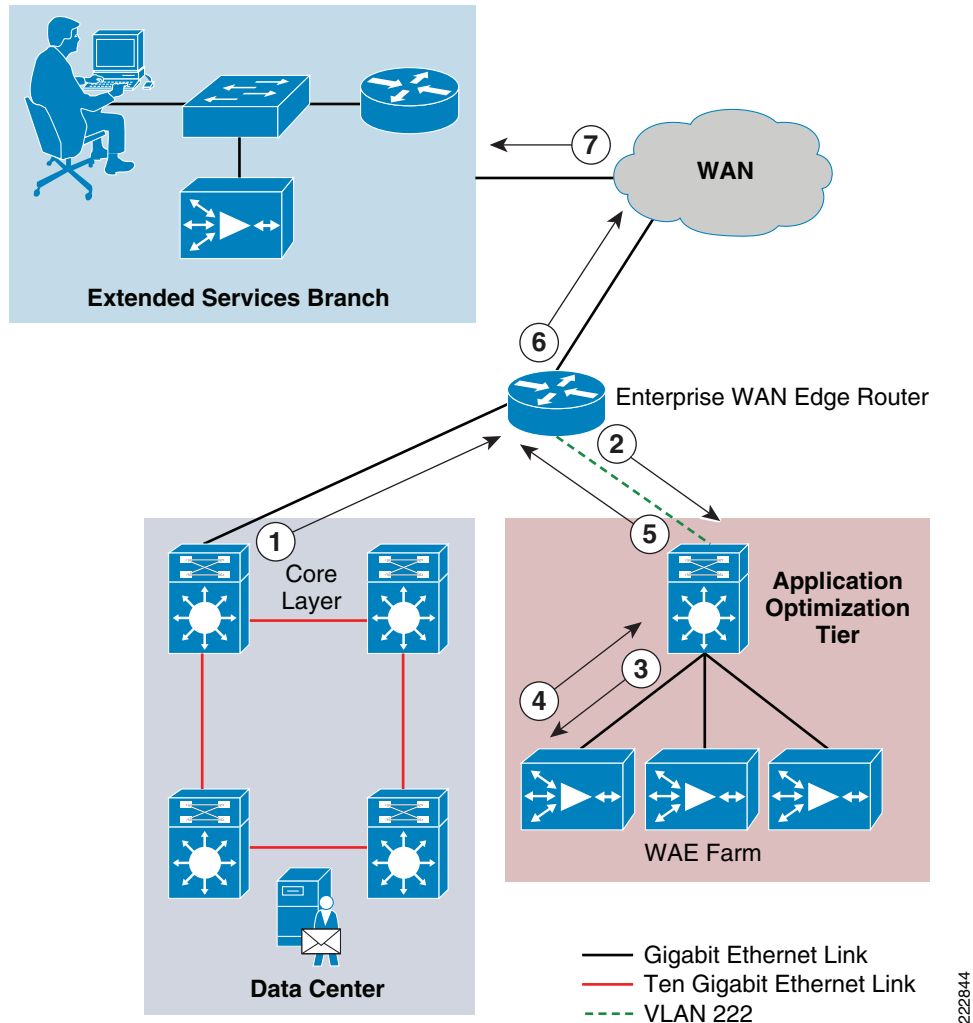 7
WAN
Extended Services Branch
6
Enterprise WAN Edge Router
2
1
5
Core
Layer
Application
Optimization
Tier
3
4
WAE Farm
Data Center
Gigabit Ethernet Link
Ten Gigabit Ethernet Link
VLAN 222
222844